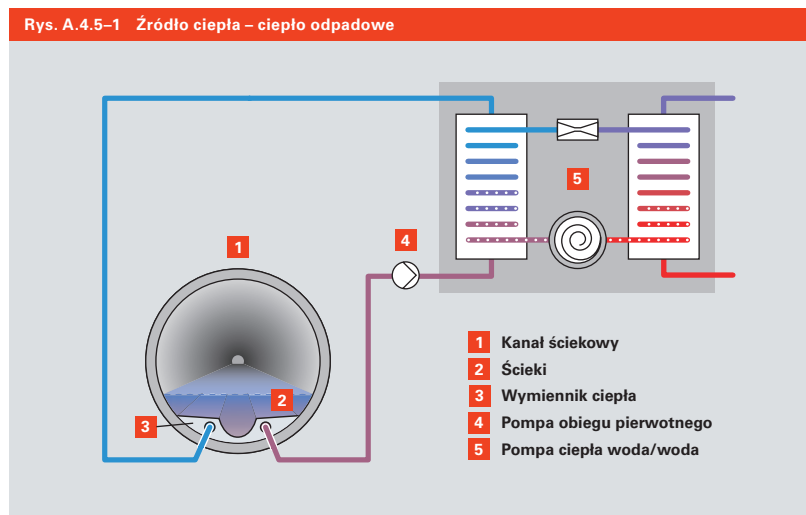 Rys. A.4.5–1 Źródło ciepła – ciepło odpadowe
5
4
1
2
3
1 Kanał ściekowy
2 Ścieki
3 Wymiennik ciepła
4 Pompa obiegu pierwotnego
5 Pompa ciepła woda/woda